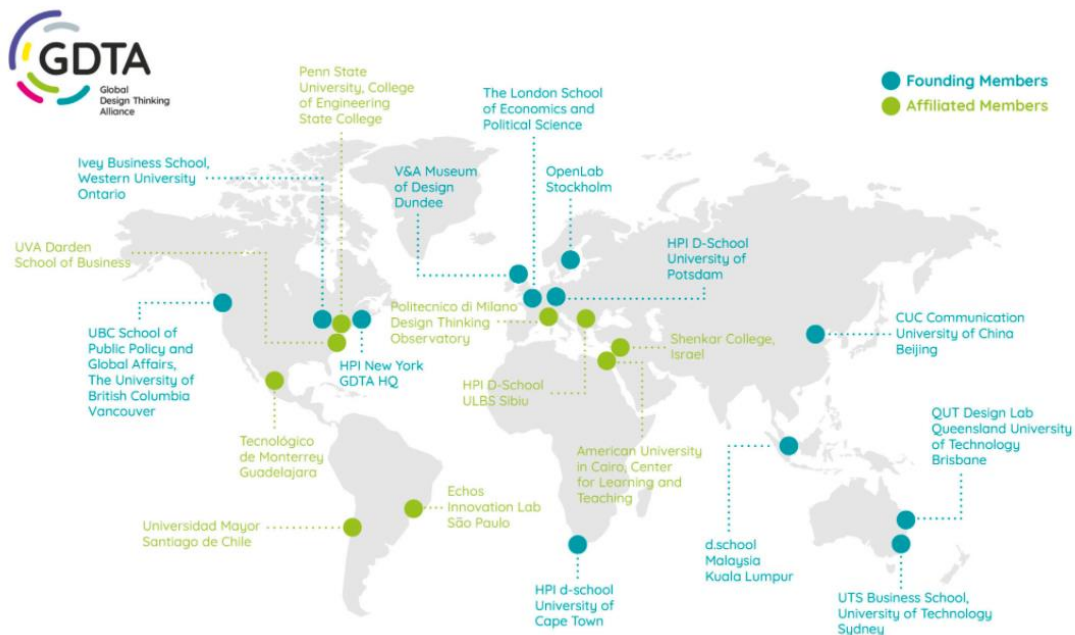 GDTA
Global
Design Thinking
Alliance
Founding Members
Affiliated Members
Penn State
University, College
of Engineering
State College
The London School
of Economics and
Political Science
Ivey Business School,
Western University
Ontario
V&A Museum
of Design
Dundee
OpenLab
Stockholm
UVA Darden
School of Business
HPI D-School
University of
Potsdam
UBC School of
Public Policy and
Global Affairs,
The University of
British Columbia
Vancouver
HPI New York
GDTA HQ
Politecnico di Milano
Design Thinking
Observatory
Shenkar College,
Israel
CUC Communication
University of China
Beijing
HPI D-School
ULBS Sibiu
Tecnológico
de Monterrey
Guadalajara
American University
in Cairo, Center
for Learning and
Teaching
QUT Design Lab
Queensland University
of Technology
Brisbane
Echos
Innovation Lab
São Paulo
Universidad Mayor
Santiago de Chile
d.school
Malaysia
Kuala Lumpur
HPI d-school
University of
Cape Town
UTS Business School,
University of Technology
Sydney